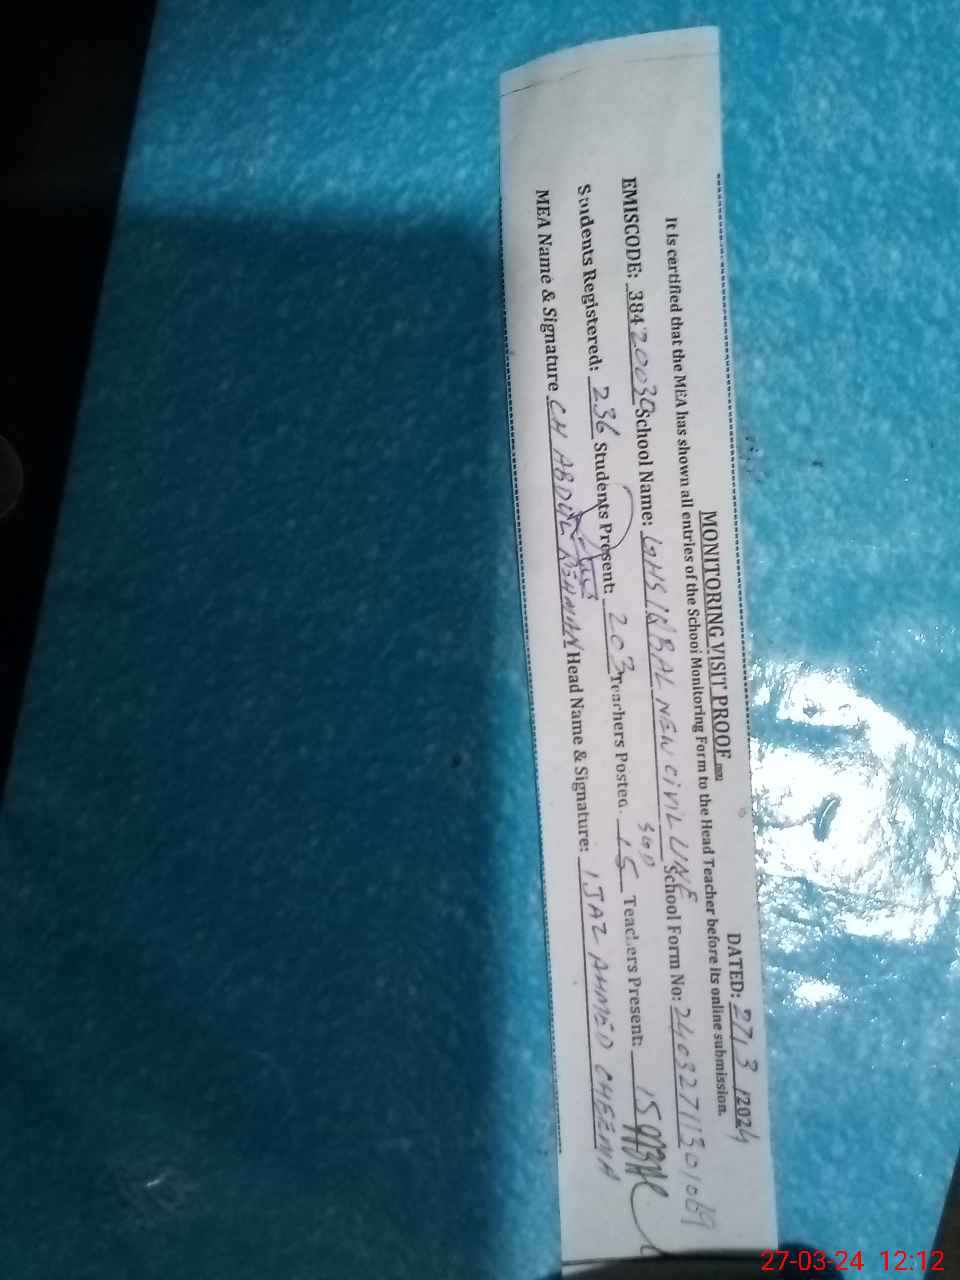 MONITORING VISIT PROOF
DATED: 27/3/2024
It is certified that the MEA has shown all entries of the School Monitoring Form to the Head Teacher before its online submission.
EMISCODE: 38420030 School Name: GHS IQBAL NEW CIVIL LINE SGD School Form No:
Students Registered: 236 Students Present: 203 Teachers Posted: 15 Teachers Present: 15
MEA Name & Signature CH ABDUL REHMAN Head Name & Signature: IJAZ AHMED CHEEMA
27-03-24 12:12